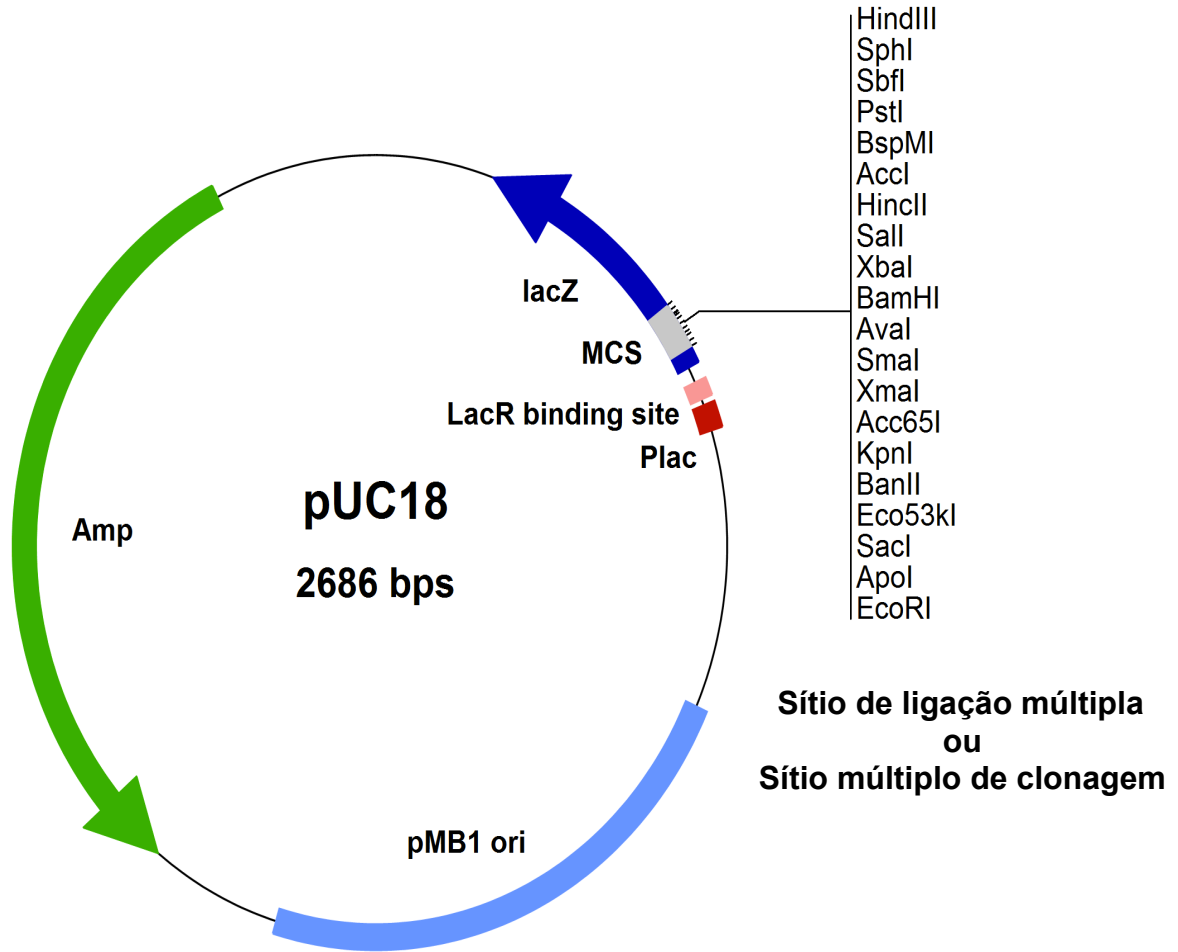 HindIII
SphI
SbfI
PstI
BspMI
AccI
HincII
SalI
XbaI
BamHI
AvaI
SmaI
XmaI
Acc65I
KpnI
BanII
Eco53kI
SacI
ApoI
EcoRI
lacZ
MCS
LacR binding site
Plac
pUC18
2686 bps
Amp
pMB1 ori
Sítio de ligação múltipla
ou
Sítio múltiplo de clonagem